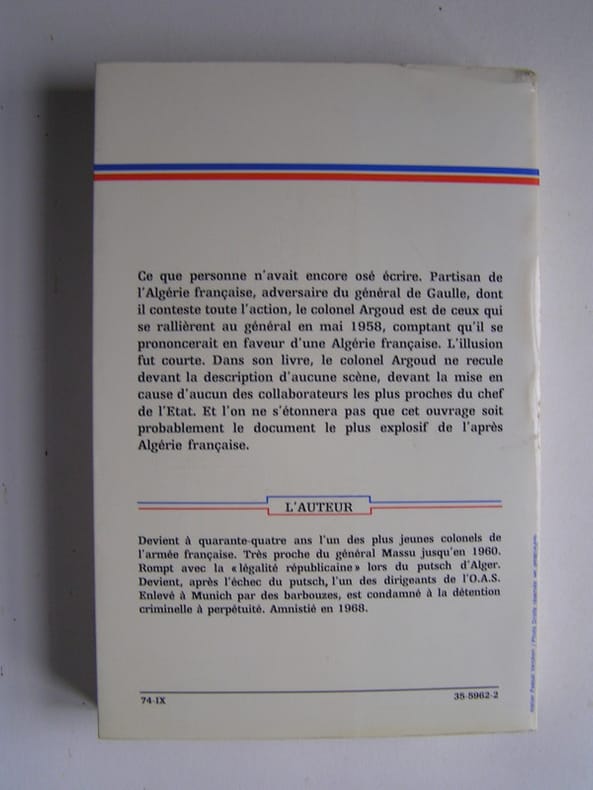 Ce que personne n'avait encore osé écrire. Partisan de
l'Algérie française, adversaire du général de Gaulle, dont
il conteste toute l'action, le colonel Argoud est de ceux qui
se rallièrent au général en mai 1958, comptant qu'il se
prononcerait en faveur d'une Algérie française. L'illusion
fut courte. Dans son livre, le colonel Argoud ne recule
devant la description d'aucune scène, devant la mise en
cause d'aucun des collaborateurs les plus proches du chef
de l'Etat. Et l'on ne s'étonnera pas que cet ouvrage soit
probablement le document le plus explosif de l'après
Algérie française.
L'AUTEUR
Devient à quarante-quatre ans l'un des plus jeunes colonels de
l'armée française. Très proche du général Massu jusqu'en 1960.
Rompt avec la « légalité républicaine » lors du putsch d'Alger.
Devient, après l'échec du putsch, l'un des dirigeants de l'O.A.S.
Enlevé à Munich par des barbouzes, est condamné à la détention
criminelle à perpétuité. Amnistié en 1968.
74-IX
35-5962-2
Atelier Pascal Vercken / Photo